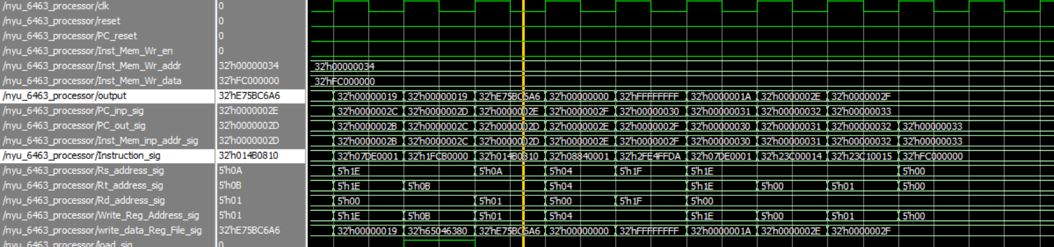 /nyu_6463_processor/clk 0
/nyu_6463_processor/reset 0
/nyu_6463_processor/PC_reset 0
/nyu_6463_processor/Inst_Mem_Wr_en 0
/nyu_6463_processor/Inst_Mem_Wr_addr 32'h00000034 32'h00000034
/nyu_6463_processor/Inst_Mem_Wr_data 32'hFC000000 32'hFC000000
/nyu_6463_processor/output 32'hE75BC6A6 32'h00000019 32'h00000019 32'hE75BC6A6 32'h00000000 32'hFFFFFFFF 32'h0000001A 32'h0000002E 32'h0000002F
/nyu_6463_processor/PC_inp_sig 32'h0000002E 32'h0000002C 32'h0000002D 32'h0000002E 32'h0000002F 32'h00000030 32'h00000031 32'h00000032 32'h00000033
/nyu_6463_processor/PC_out_sig 32'h0000002D 32'h0000002B 32'h0000002C 32'h0000002D 32'h0000002E 32'h00000030 32'h00000031 32'h00000032 32'h00000033
/nyu_6463_processor/Inst_Mem_inp_addr_sig 32'h0000002D 32'h0000002B 32'h0000002C 32'h0000002D 32'h0000002E 32'h00000030 32'h00000031 32'h00000032 32'h00000033
/nyu_6463_processor/Instruction_sig 32'h014B0810 32'h07DE0001 32'h1FCB0000 32'h014B0810 32'h08840001 32'h2FE4FFDA 32'h07DE0001 32'h23C00014 32'h23C10015 32'hFC000000
/nyu_6463_processor/Rs_address_sig 5'h0A 5'h1E 5'h0A 5'h04 5'h1F 5'h1E 5'h00
/nyu_6463_processor/Rt_address_sig 5'h0B 5'h1E 5'h0B 5'h04 5'h1E 5'h00 5'h01 5'h00
/nyu_6463_processor/Rd_address_sig 5'h01 5'h00 5'h01 5'h00 5'h1F 5'h00
/nyu_6463_processor/Write_Reg_Address_sig 5'h01 5'h1E 5'h0B 5'h01 5'h04 5'h1E 5'h00 5'h01 5'h00
/nyu_6463_processor/write_data_Reg_File_sig 32'hE75BC6A6 32'h00000019 32'h65046380 32'hE75BC6A6 32'h00000000 32'hFFFFFFFF 32'h0000001A 32'h0000002E 32'h0000002F
/nyu_6463_processor/load_sig 0